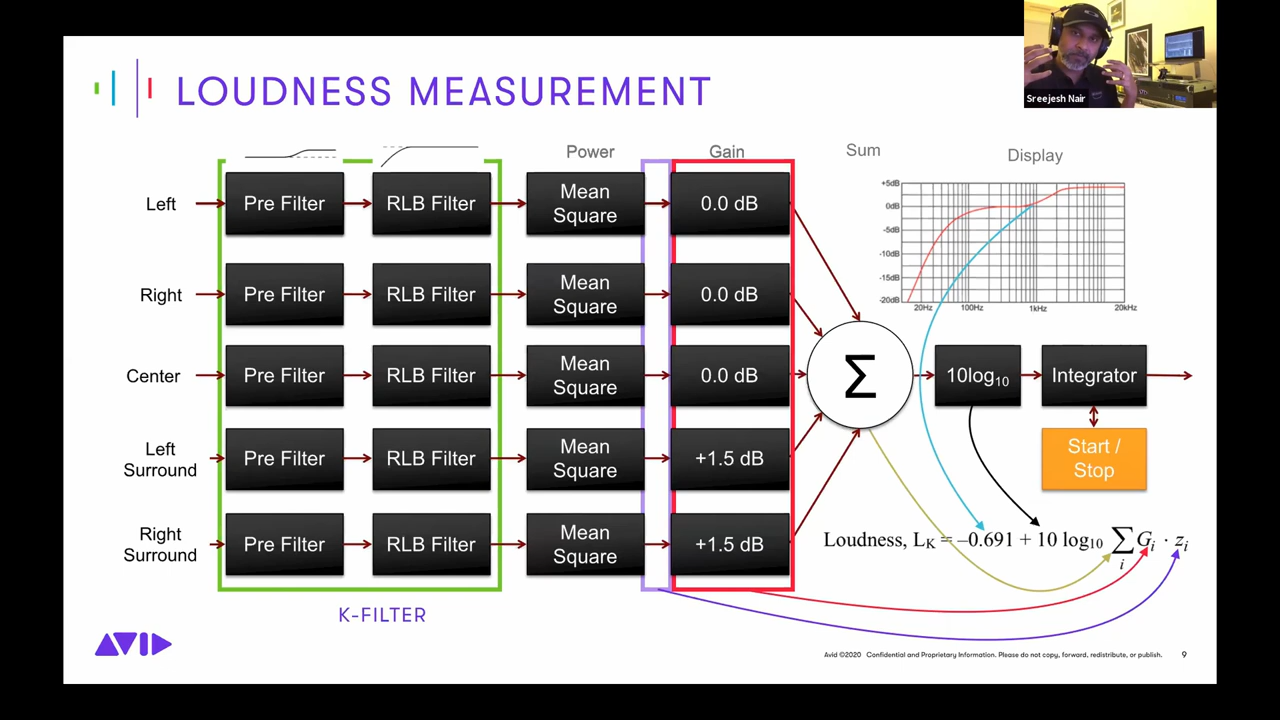 Sreejesh Nair
LOUDNESS MEASUREMENT
Power
Gain
Sum
Display
Left
Pre Filter
RLB Filter
Mean
Square
0.0 dB
Right
Pre Filter
RLB Filter
Mean
Square
0.0 dB
Center
Pre Filter
RLB Filter
Mean
Square
0.0 dB
Left
Surround
Pre Filter
RLB Filter
Mean
Square
+1.5 dB
Right
Surround
Pre Filter
RLB Filter
Mean
Square
+1.5 dB
K-FILTER
+5dB
0dB
-5dB
-10dB
-15dB
-20dB
20Hz
100Hz
1kHz
20kHz
Σ
10log₁₀
Integrator
Start /
Stop
Loudness, L_K = –0.691 + 10 log₁₀ ∑_i G_i · z_i
AVID
Avid ©2020 Confidential and Proprietary Information. Please do not copy, forward, redistribute, or publish.
9